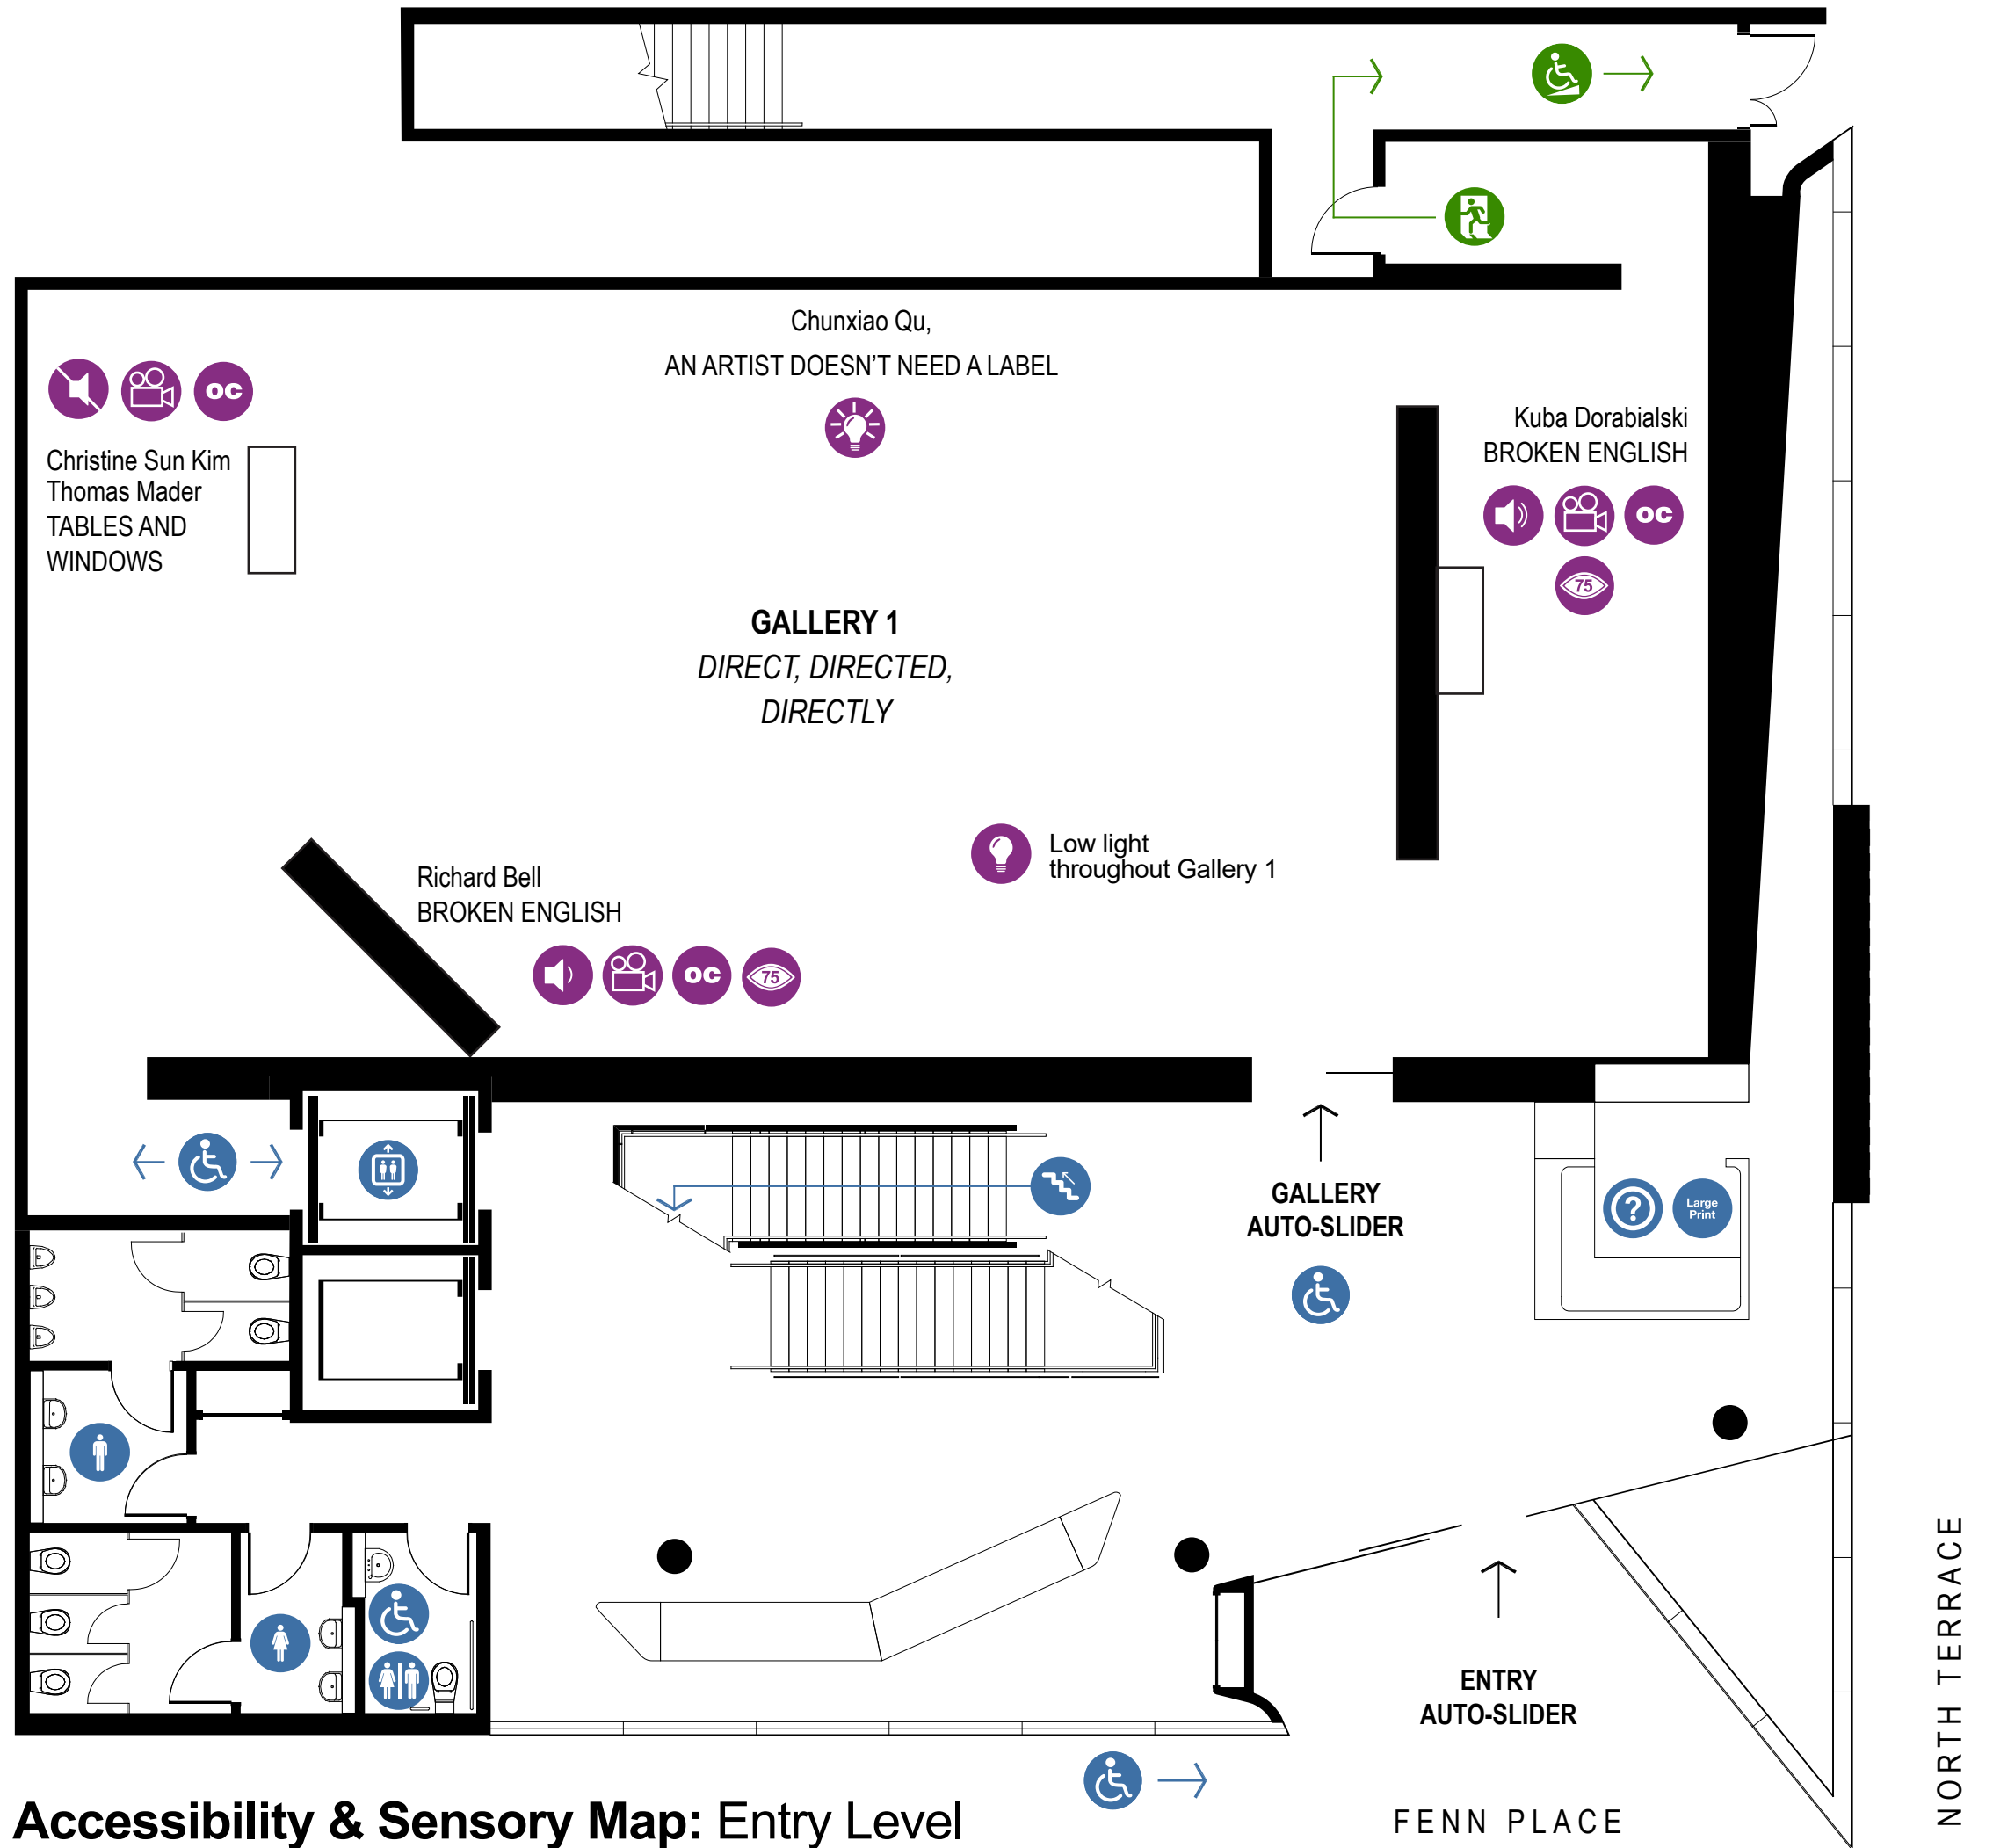 Chunxiao Qu,
AN ARTIST DOESN'T NEED A LABEL
oc
Christine Sun Kim
Thomas Mader
TABLES AND
WINDOWS
Kuba Dorabialski
BROKEN ENGLISH
oc
75
GALLERY 1
DIRECT, DIRECTED,
DIRECTLY
Low light
throughout Gallery 1
Richard Bell
BROKEN ENGLISH
oc
75
GALLERY
AUTO-SLIDER
?
Large
Print
ENTRY
AUTO-SLIDER
NORTH TERRACE
FENN PLACE
Accessibility & Sensory Map: Entry Level